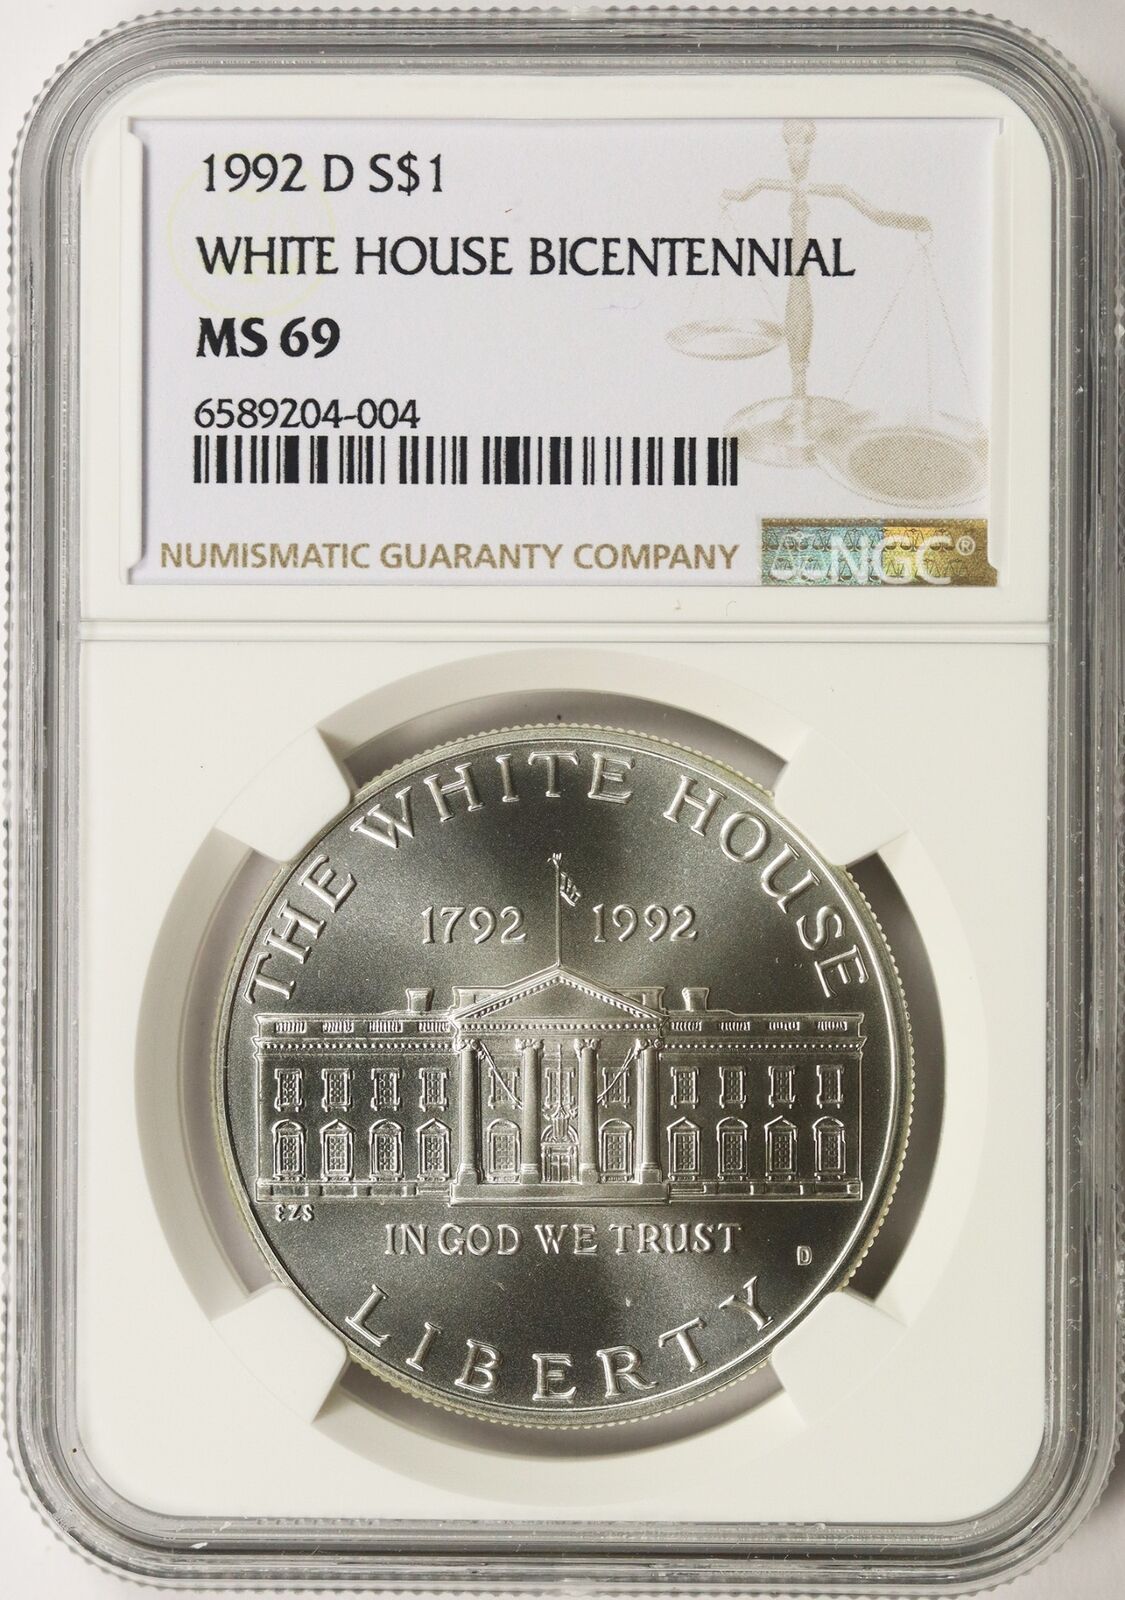 1992 D S$1
WHITE HOUSE BICENTENNIAL
MS 69
6589204-004
NUMISMATIC GUARANTY COMPANY
NGC®
THE WHITE HOUSE
1792 1992
EZS
IN GOD WE TRUST
D
LIBERTY